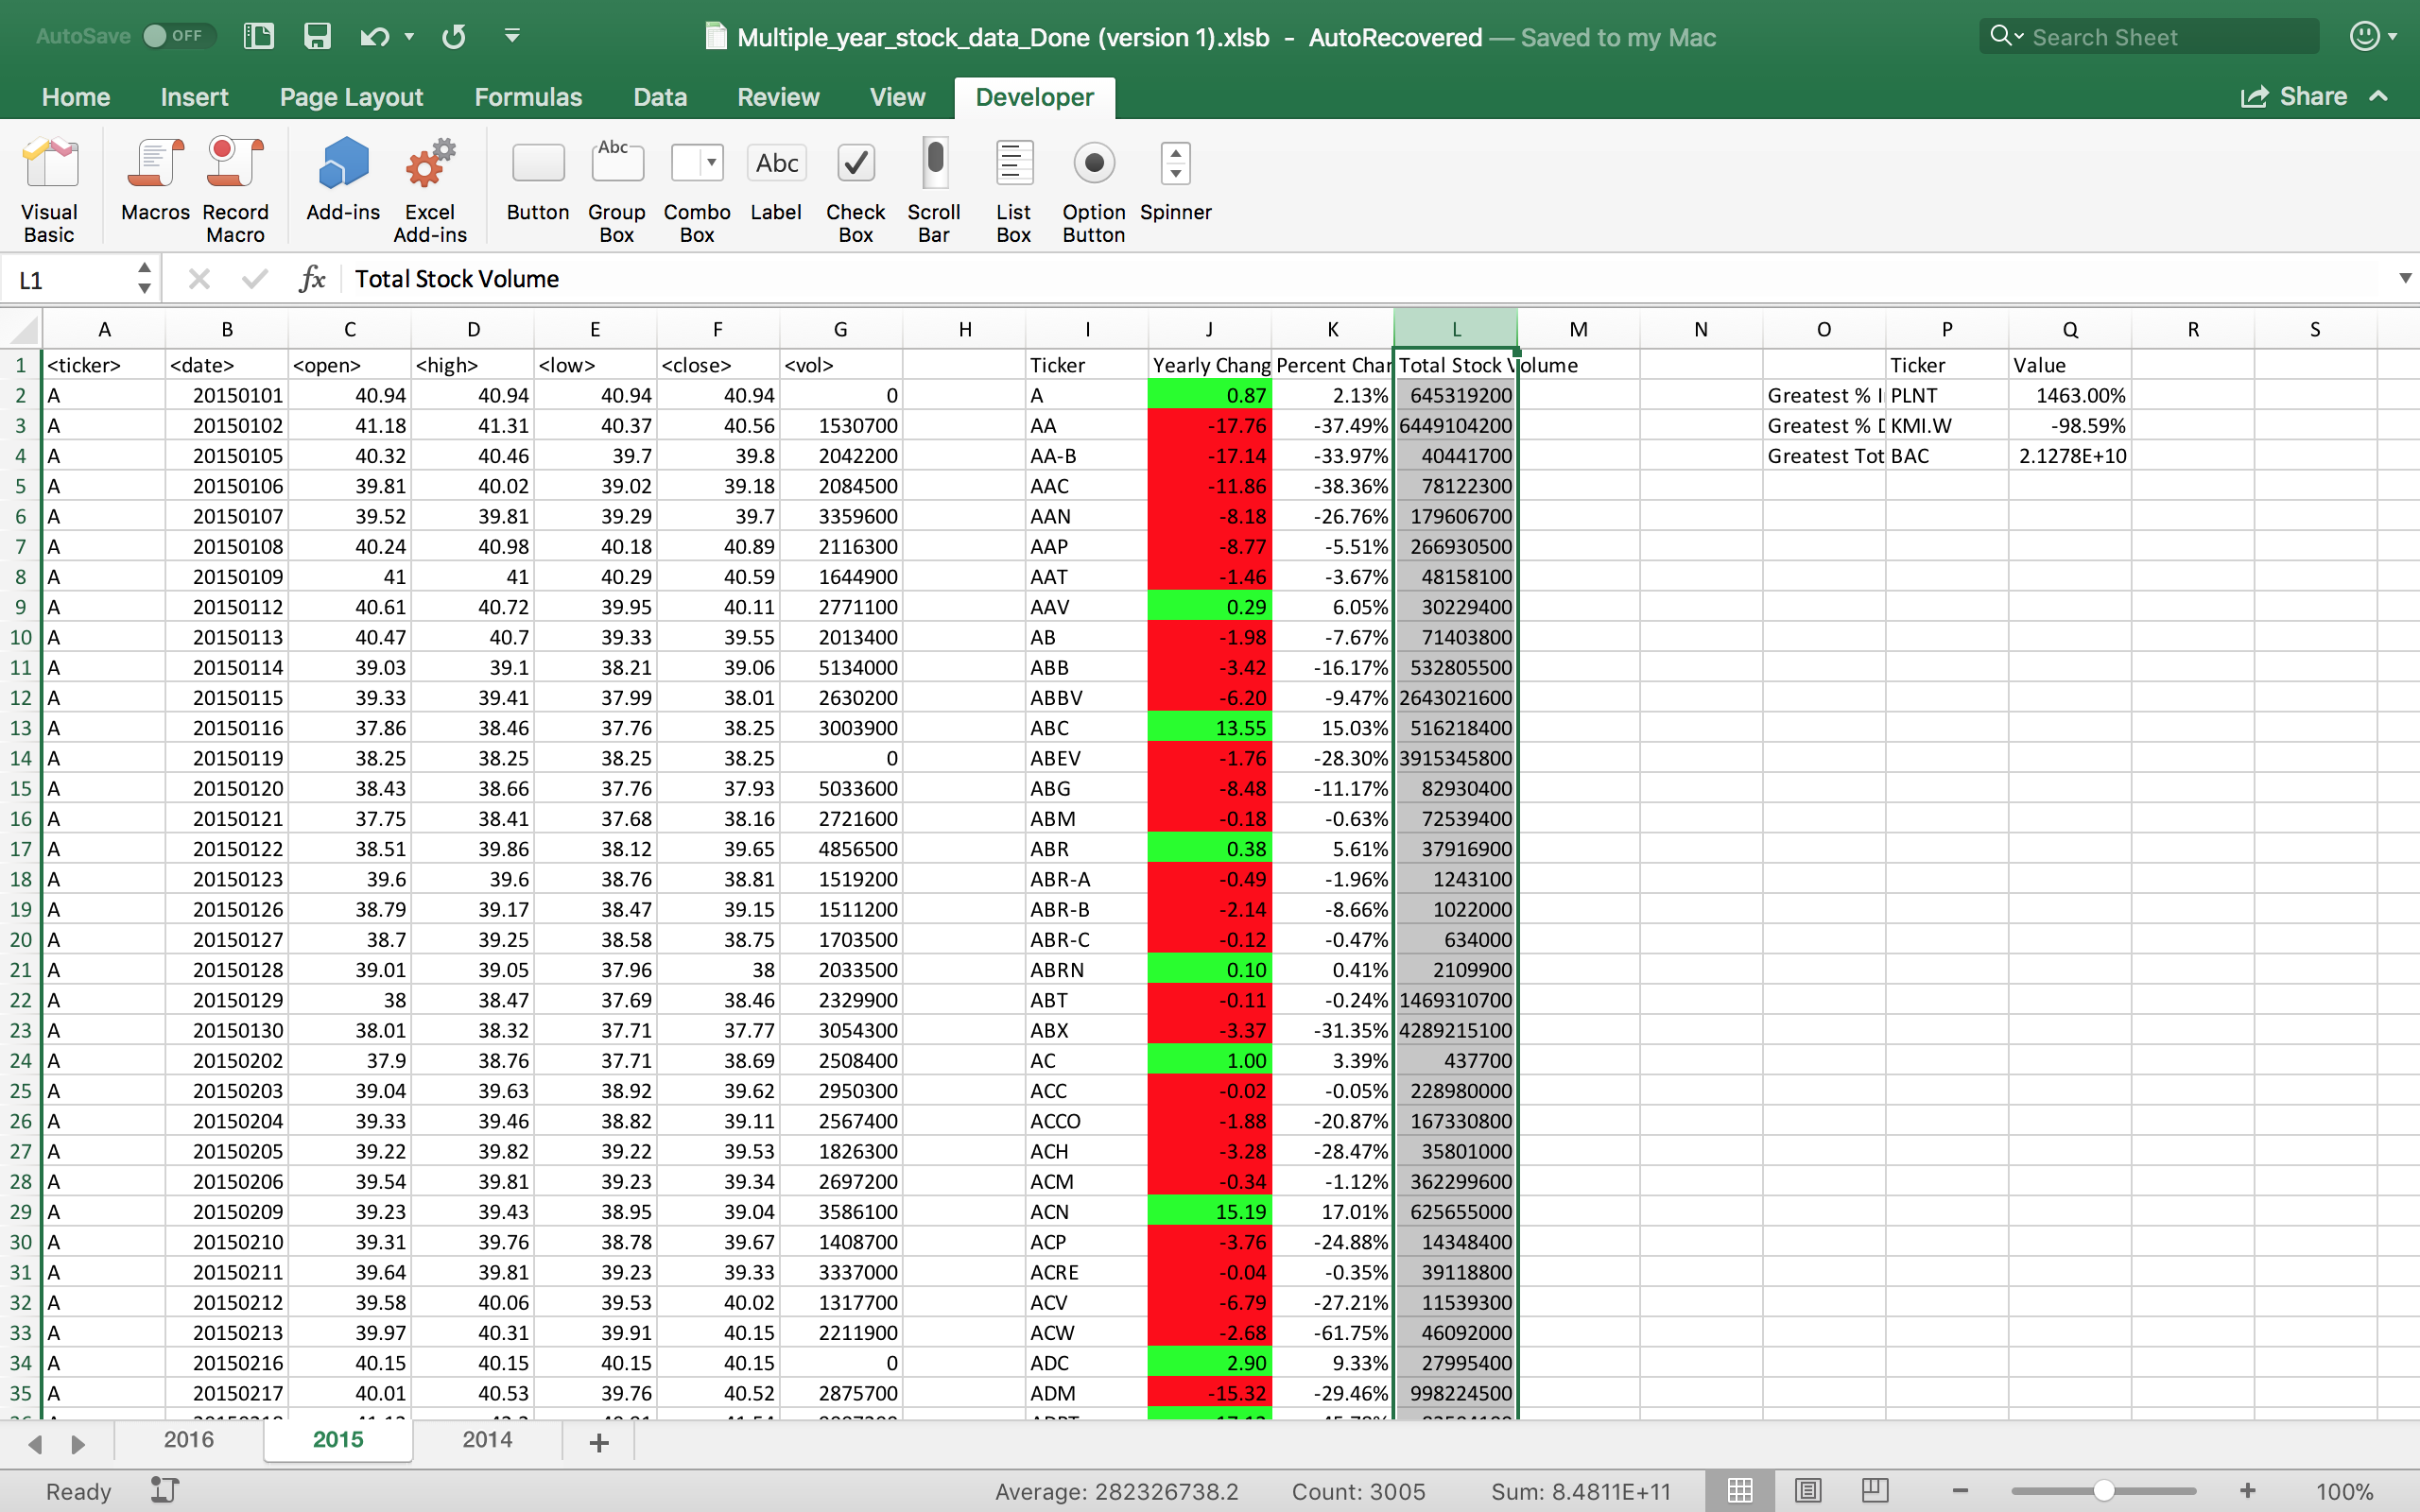 AutoSave OFF Multiple_year_stock_data_Done (version 1).xlsb - AutoRecovered — Saved to my Mac Search Sheet
Home Insert Page Layout Formulas Data Review View Developer Share
Visual Basic Macros Record Macro Add-ins Excel Add-ins Button Group Box Combo Box Label Check Box Scroll Bar List Box Option Button Spinner
Abc Abc
L1 fx Total Stock Volume
A B C D E F G H I J K L M N O P Q R S
1 <ticker> <date> <open> <high> <low> <close> <vol> Ticker Yearly Chang Percent Char Total Stock Volume Ticker Value
2 A 20150101 40.94 40.94 40.94 40.94 0 A 0.87 2.13% 645319200 Greatest % I PLNT 1463.00%
3 A 20150102 41.18 41.31 40.37 40.56 1530700 AA -17.76 -37.49% 6449104200 Greatest % D KMI.W -98.59%
4 A 20150105 40.32 40.46 39.7 39.8 2042200 AA-B -17.14 -33.97% 40441700 Greatest Tot BAC 2.1278E+10
5 A 20150106 39.81 40.02 39.02 39.18 2084500 AAC -11.86 -38.36% 78122300
6 A 20150107 39.52 39.81 39.29 39.7 3359600 AAN -8.18 -26.76% 179606700
7 A 20150108 40.24 40.98 40.18 40.89 2116300 AAP -8.77 -5.51% 266930500
8 A 20150109 41 41 40.29 40.59 1644900 AAT -1.46 -3.67% 48158100
9 A 20150112 40.61 40.72 39.95 40.11 2771100 AAV 0.29 6.05% 30229400
10 A 20150113 40.47 40.7 39.33 39.55 2013400 AB -1.98 -7.67% 71403800
11 A 20150114 39.03 39.1 38.21 39.06 5134000 ABB -3.42 -16.17% 532805500
12 A 20150115 39.33 39.41 37.99 38.01 2630200 ABBV -6.20 -9.47% 2643021600
13 A 20150116 37.86 38.46 37.76 38.25 3003900 ABC 13.55 15.03% 516218400
14 A 20150119 38.25 38.25 38.25 38.25 0 ABEV -1.76 -28.30% 3915345800
15 A 20150120 38.43 38.66 37.76 37.93 5033600 ABG -8.48 -11.17% 82930400
16 A 20150121 37.75 38.41 37.68 38.16 2721600 ABM -0.18 -0.63% 72539400
17 A 20150122 38.51 39.86 38.12 39.65 4856500 ABR 0.38 5.61% 37916900
18 A 20150123 39.6 39.6 38.76 38.81 1519200 ABR-A -0.49 -1.96% 1243100
19 A 20150126 38.79 39.17 38.47 39.15 1511200 ABR-B -2.14 -8.66% 1022000
20 A 20150127 38.7 39.25 38.58 38.75 1703500 ABR-C -0.12 -0.47% 634000
21 A 20150128 39.01 39.05 37.96 38 2033500 ABRN 0.10 0.41% 2109900
22 A 20150129 38 38.47 37.69 38.46 2329900 ABT -0.11 -0.24% 1469310700
23 A 20150130 38.01 38.32 37.71 37.77 3054300 ABX -3.37 -31.35% 4289215100
24 A 20150202 37.9 38.76 37.71 38.69 2508400 AC 1.00 3.39% 437700
25 A 20150203 39.04 39.63 38.92 39.62 2950300 ACC -0.02 -0.05% 228980000
26 A 20150204 39.33 39.46 38.82 39.11 2567400 ACCO -1.88 -20.87% 167330800
27 A 20150205 39.22 39.82 39.22 39.53 1826300 ACH -3.28 -28.47% 35801000
28 A 20150206 39.54 39.81 39.23 39.34 2697200 ACM -0.34 -1.12% 362299600
29 A 20150209 39.23 39.43 38.95 39.04 3586100 ACN 15.19 17.01% 625655000
30 A 20150210 39.31 39.76 38.78 39.67 1408700 ACP -3.76 -24.88% 14348400
31 A 20150211 39.64 39.81 39.23 39.33 3337000 ACRE -0.04 -0.35% 39118800
32 A 20150212 39.58 40.06 39.53 40.02 1317700 ACV -6.79 -27.21% 11539300
33 A 20150213 39.97 40.31 39.91 40.15 2211900 ACW -2.68 -61.75% 46092000
34 A 20150216 40.15 40.15 40.15 40.15 0 ADC 2.90 9.33% 27995400
35 A 20150217 40.01 40.53 39.76 40.52 2875700 ADM -15.32 -29.46% 998224500
2016 2015 2014 +
Ready Average: 282326738.2 Count: 3005 Sum: 8.4811E+11 100%